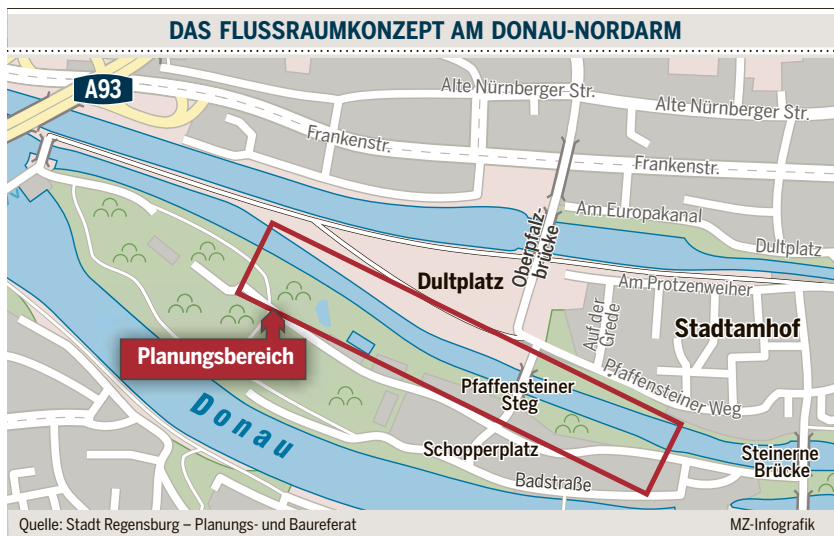 DAS FLUSSRAUMKONZEPT AM DONAU-NORDARM
A93
Alte Nürnberger Str.
Alte Nürnberger Str.
Frankenstr.
Frankenstr.
Am Europakanal
Dultplatz
Oberpfalz-
brücke
Dultplatz
Am Protzenweiher
Auf der
Grede
Stadtamhof
Planungsbereich
Pfaffensteiner
Steg
Pfaffensteiner Weg
Donau
Schopperplatz
Steinerne
Brücke
Badstraße
Quelle: Stadt Regensburg – Planungs- und Baureferat
MZ-Infografik